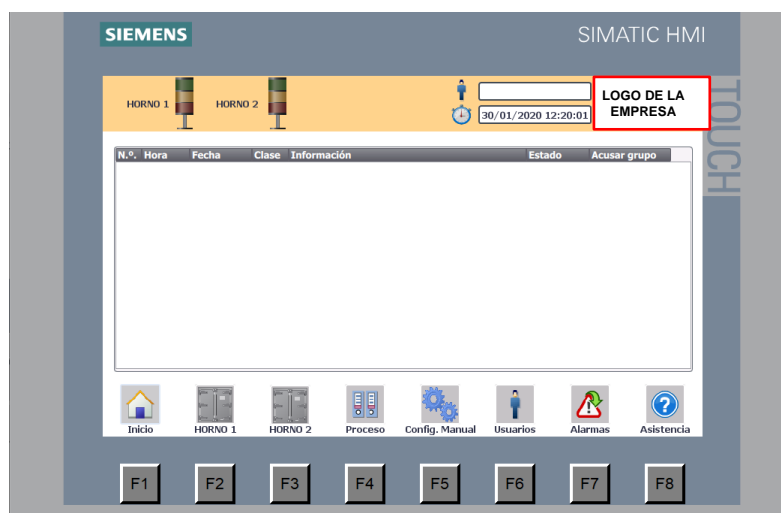 SIEMENS
SIMATIC HMI
TOUCH
HORNO 1
HORNO 2
30/01/2020 12:20:01
LOGO DE LA
EMPRESA
N.º. Hora Fecha Clase Información Estado Acusar grupo
Inicio HORNO 1 HORNO 2 Proceso Config. Manual Usuarios Alarmas Asistencia
F1 F2 F3 F4 F5 F6 F7 F8